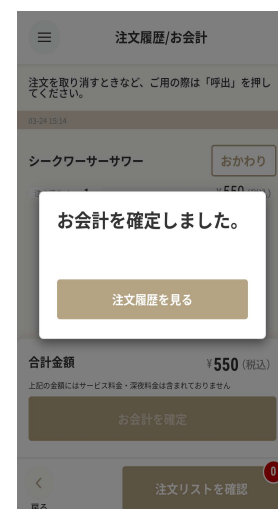 注文履歴/お会計
注文を取り消すときなど、ご用の際は「呼出」を押し
てください。
03-24 15:14
シークワーサーサワー
おかわり
¥550 (税込)
お会計を確定しました。
注文履歴を見る
合計金額
¥550 (税込)
上記の金額にはサービス料金・深夜料金は含まれておりません
お会計を確定
注文リストを確認
0
戻る